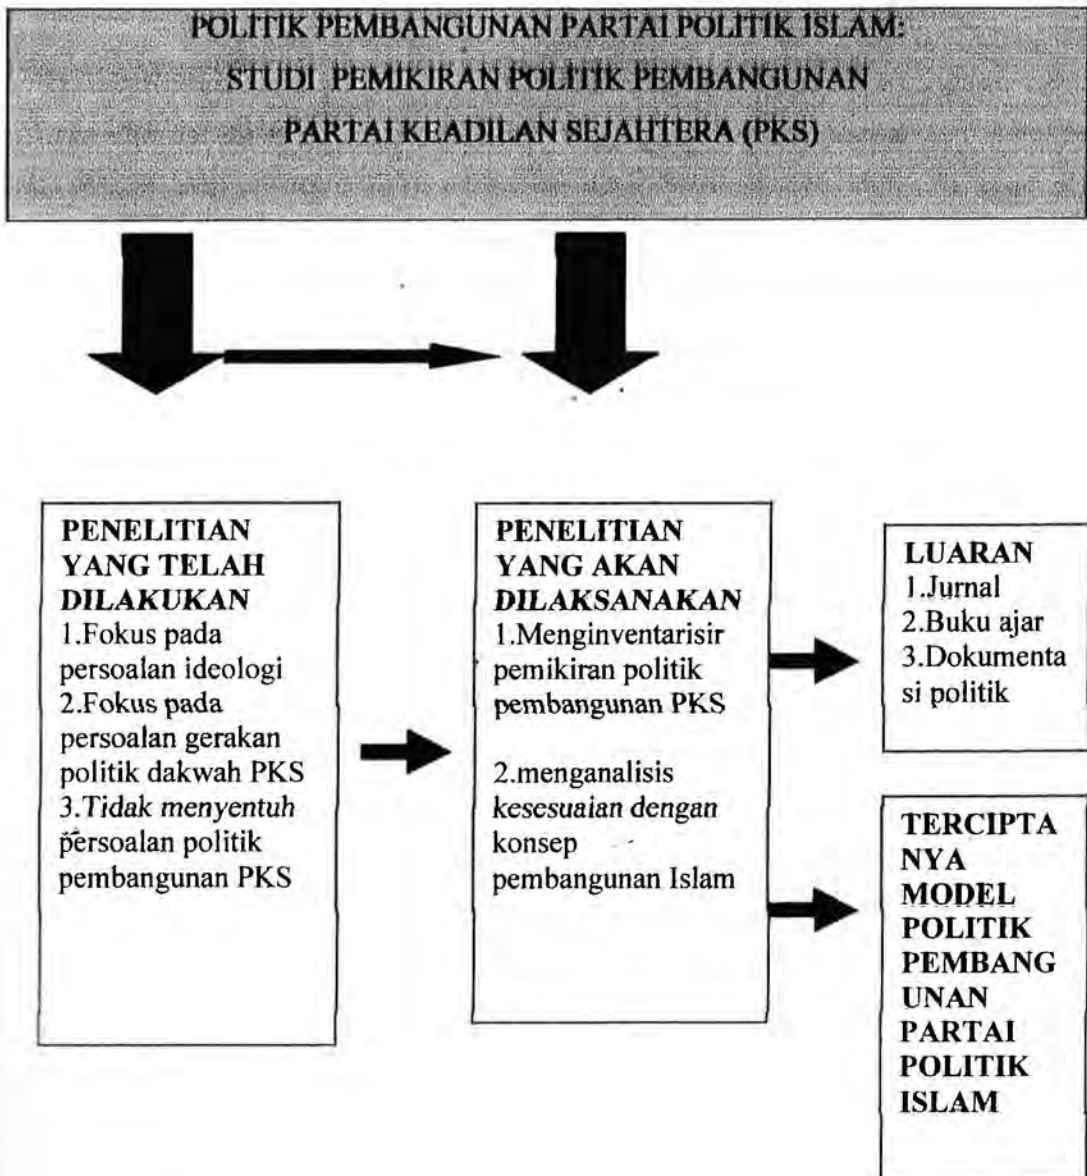 POLITIK PEMBANGUNAN PARTAI POLITIK ISLAM:
STUDI PEMIKIRAN POLITIK PEMBANGUNAN
PARTAI KEADILAN SEJAHTERA (PKS)
PENELITIAN
YANG TELAH
DILAKUKAN
1.Fokus pada
persoalan ideologi
2.Fokus pada
persoalan gerakan
politik dakwah PKS
3.Tidak menyentuh
persoalan politik
pembangunan PKS
PENELITIAN
YANG AKAN
DILAKSANAKAN
1.Menginventarisir
pemikiran politik
pembangunan PKS
2.menganalisis
kesesuaian dengan
konsep
pembangunan Islam
LUARAN
1.Jurnal
2.Buku ajar
3.Dokumenta
si politik
TERCIPTA
NYA
MODEL
POLITIK
PEMBANG
UNAN
PARTAI
POLITIK
ISLAM